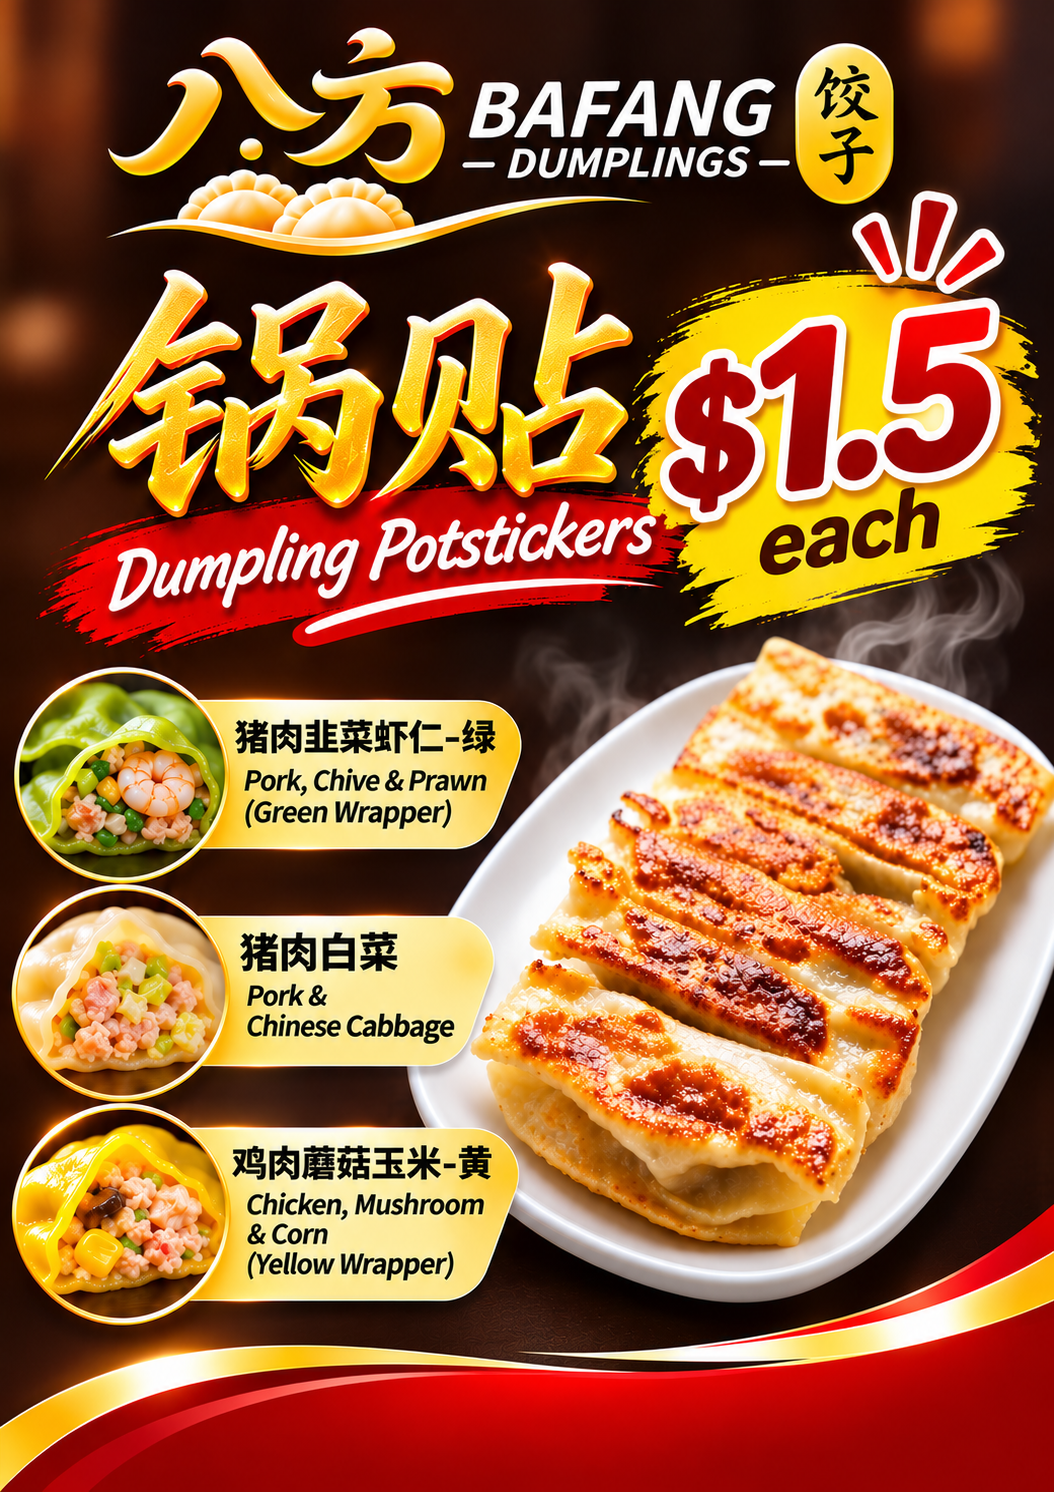 八方
BAFANG
DUMPLINGS
饺子
锅贴
Dumpling Potstickers
$1.5
each
猪肉韭菜虾仁-绿
Pork, Chive & Prawn
(Green Wrapper)
猪肉白菜
Pork &
Chinese Cabbage
鸡肉蘑菇玉米-黄
Chicken, Mushroom
& Corn
(Yellow Wrapper)